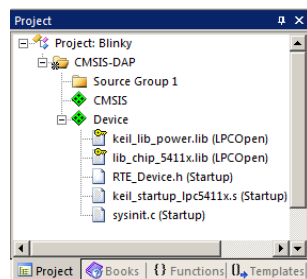 Project
Project: Blinky
CMSIS-DAP
Source Group 1
CMSIS
Device
keil_lib_power.lib (LPCOpen)
lib_chip_5411x.lib (LPCOpen)
RTE_Device.h (Startup)
keil_startup_lpc5411x.s (Startup)
sysinit.c (Startup)
Project Books {} Functions 0 Templates